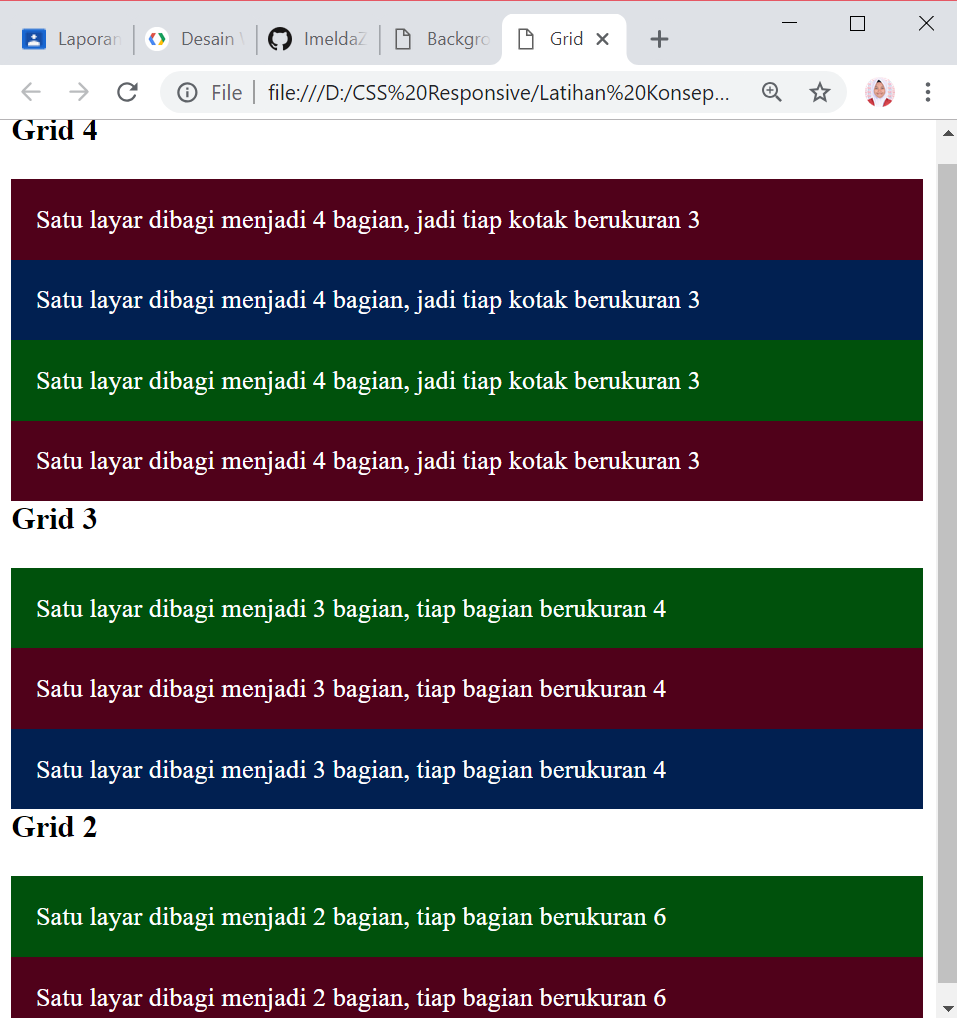 Laporan
Desain
ImeldaZ
Backgro
Grid
File
file:///D:/CSS%20Responsive/Latihan%20Konsep...
Grid 4
Satu layar dibagi menjadi 4 bagian, jadi tiap kotak berukuran 3
Satu layar dibagi menjadi 4 bagian, jadi tiap kotak berukuran 3
Satu layar dibagi menjadi 4 bagian, jadi tiap kotak berukuran 3
Satu layar dibagi menjadi 4 bagian, jadi tiap kotak berukuran 3
Grid 3
Satu layar dibagi menjadi 3 bagian, tiap bagian berukuran 4
Satu layar dibagi menjadi 3 bagian, tiap bagian berukuran 4
Satu layar dibagi menjadi 3 bagian, tiap bagian berukuran 4
Grid 2
Satu layar dibagi menjadi 2 bagian, tiap bagian berukuran 6
Satu layar dibagi menjadi 2 bagian, tiap bagian berukuran 6